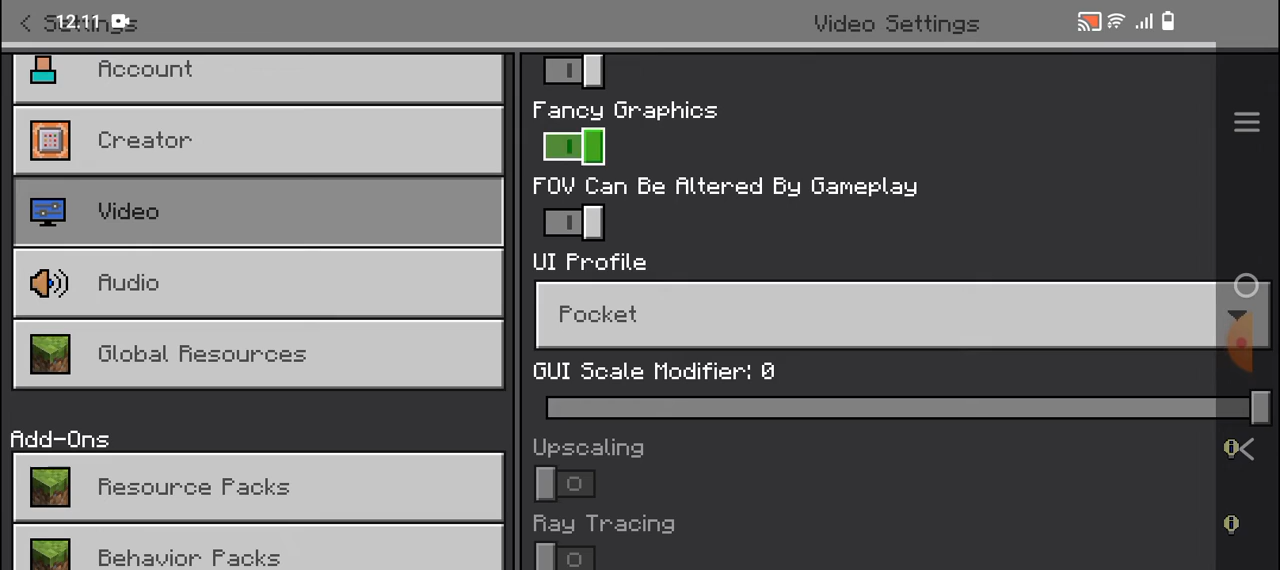 12.11
Settings
Video Settings
Account
Creator
Video
Audio
Global Resources
Add-Ons
Resource Packs
Behavior Packs
Fancy Graphics
FOV Can Be Altered By Gameplay
UI Profile
Pocket
GUI Scale Modifier: 0
Upscaling
Ray Tracing